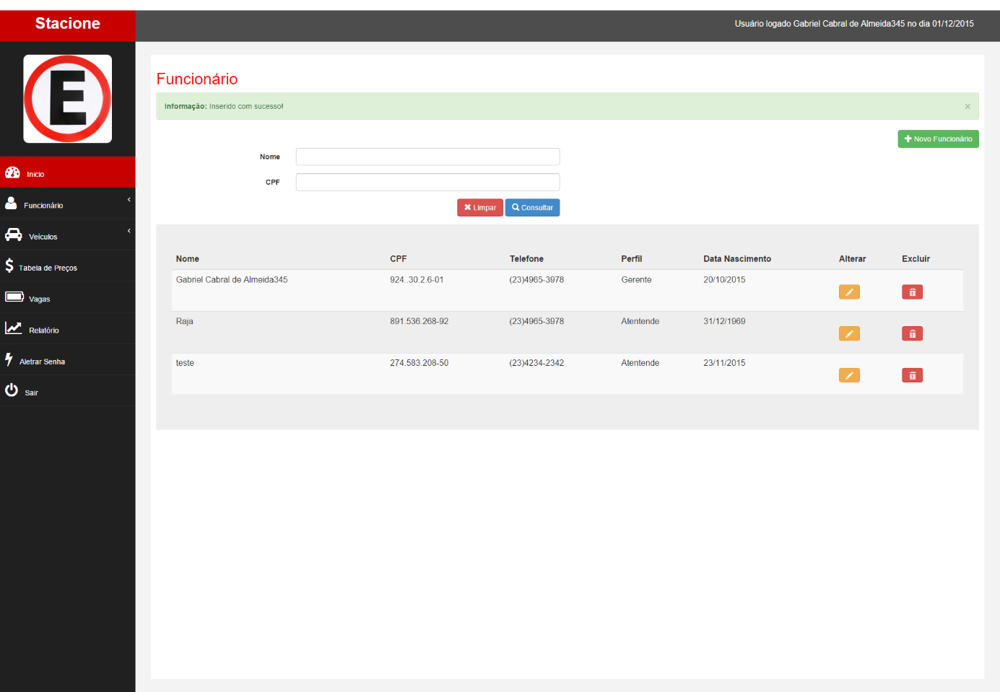 Stacione
Usuário logado Gabriel Cabral de Almeida345 no dia 01/12/2015
E
Funcionário
Informação: Inserido com sucesso!
×
Novo Funcionário
Nome
CPF
Limpar Consultar
Inicio
Funcionário
Veiculos
Tabela de Preços
Vagas
Relatório
Aletrar Senha
Sair
Nome CPF Telefone Perfil Data Nascimento Alterar Excluir
Gabriel Cabral de Almeida345 924..30.2.6-01 (23)4965-3978 Gerente 20/10/2015
Raja 891.536.268-92 (23)4965-3978 Atentende 31/12/1969
teste 274.583.208-50 (23)4234-2342 Atentende 23/11/2015